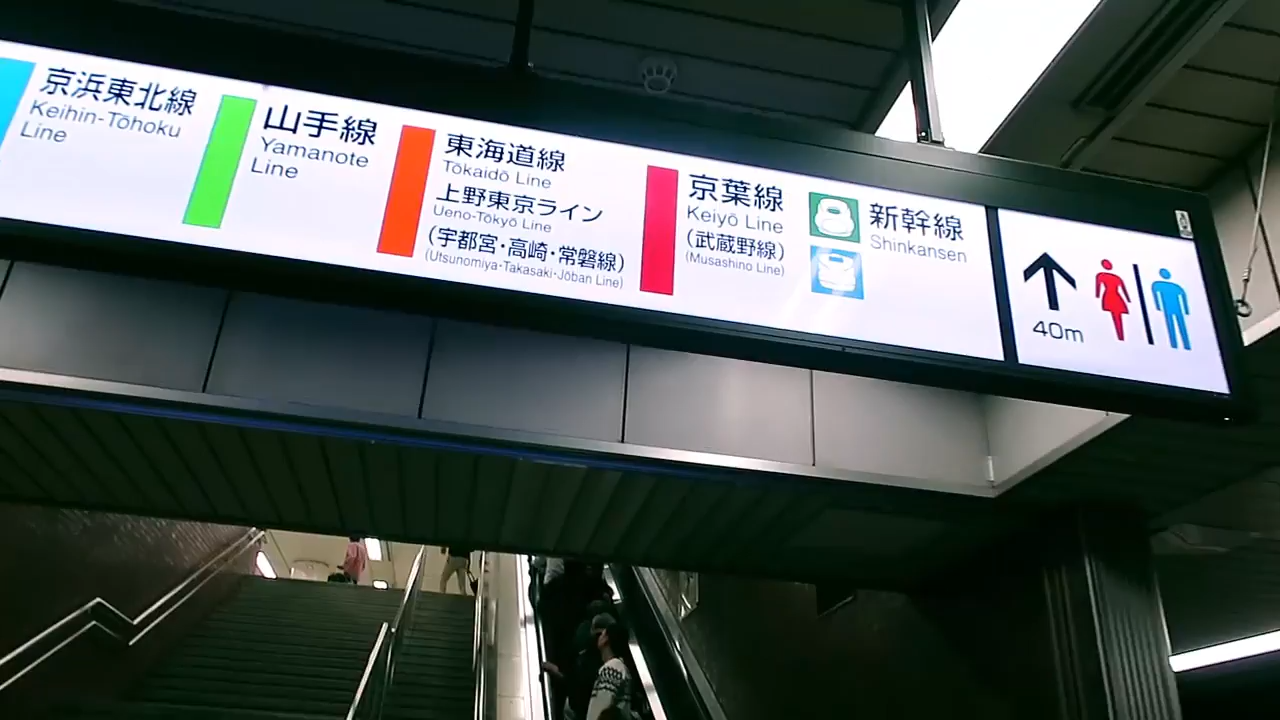 京浜東北線
Keihin-Tōhoku
Line
山手線
Yamanote
Line
東海道線
Tōkaidō Line
上野東京ライン
Ueno-Tōkyō Line
(宇都宮・高崎・常磐線)
(Utsunomiya・Takasaki・Jōban Line)
京葉線
Keiyō Line
(武蔵野線)
(Musashino Line)
新幹線
Shinkansen
40m